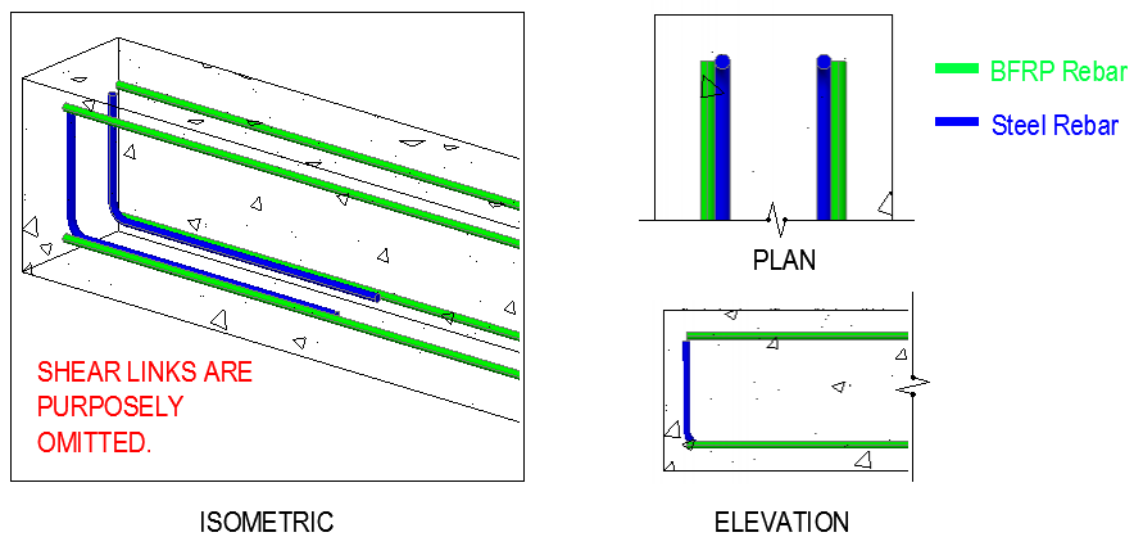 SHEAR LINKS ARE
PURPOSELY
OMITTED.
ISOMETRIC
PLAN
ELEVATION
BFRP Rebar
Steel Rebar